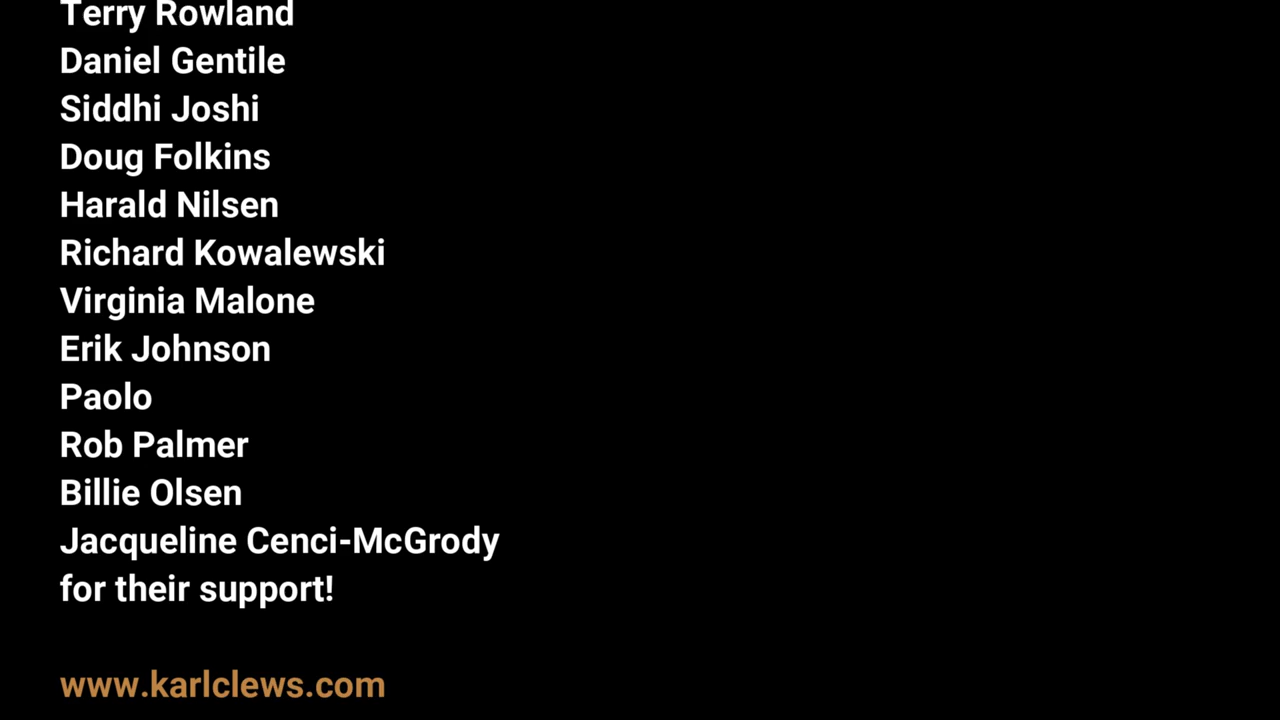 Terry Rowland
Daniel Gentile
Siddhi Joshi
Doug Folkins
Harald Nilsen
Richard Kowalewski
Virginia Malone
Erik Johnson
Paolo
Rob Palmer
Billie Olsen
Jacqueline Cenci-McGrody
for their support!
www.karlclews.com